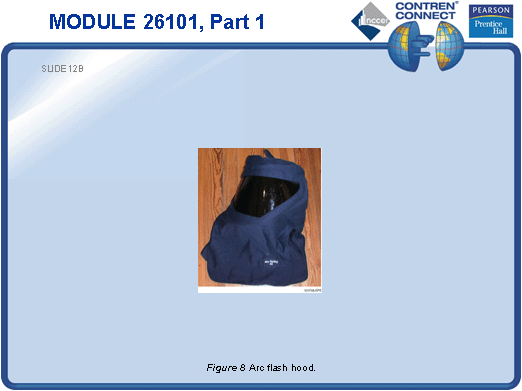 MODULE 26101, Part 1
nccer
CONTREN®
CONNECT
PEARSON
Prentice
Hall
SLIDE 12B
Figure 8 Arc flash hood.